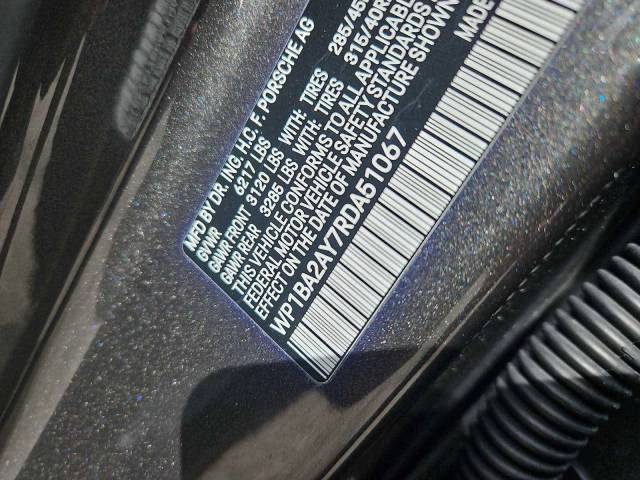 MFD BY DR. ING. H.C. F. PORSCHE AG
GVWR 6217 LBS
GAWR FRONT 3120 LBS WITH: TIRES 285/45
GAWR REAR 3285 LBS WITH: TIRES 315/40R
THIS VEHICLE CONFORMS TO ALL APPLICABLE
FEDERAL MOTOR VEHICLE SAFETY STANDARDS
EFFECT ON THE DATE OF MANUFACTURE SHOWN
WP1BA2AY7RDA51067 MADE